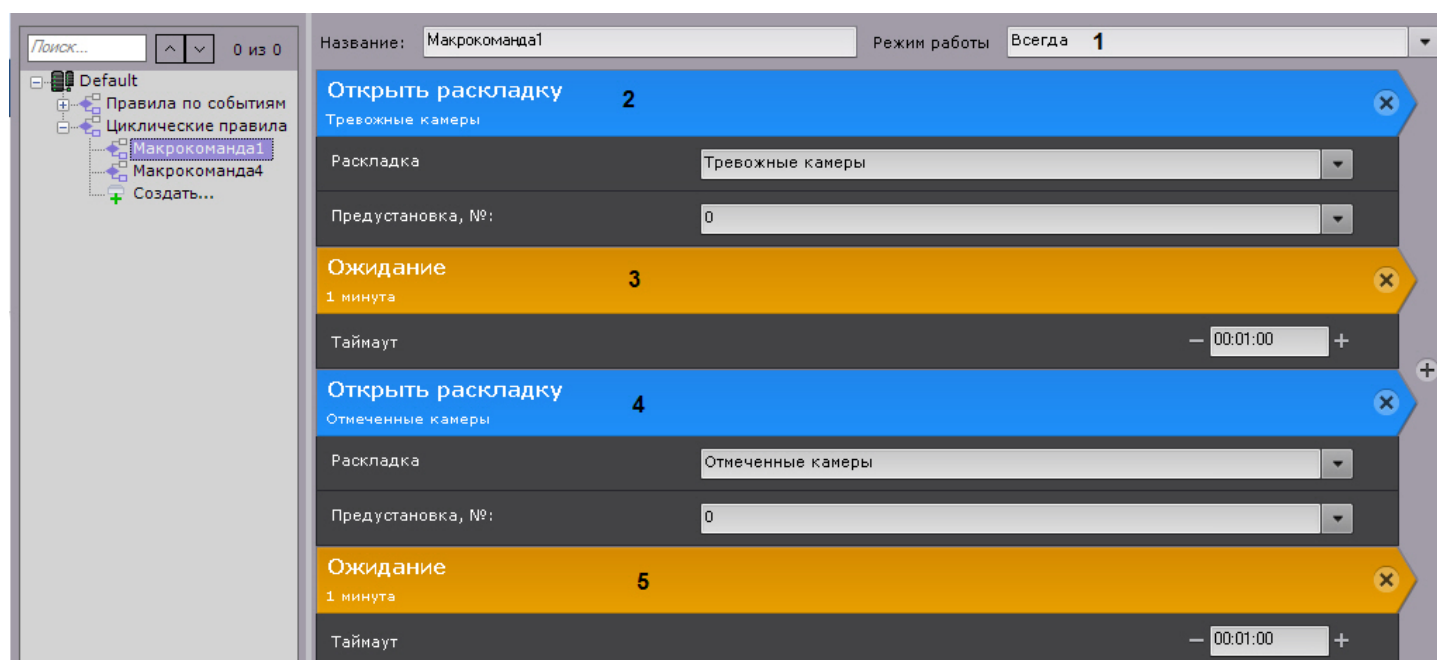 Поиск...
0 из 0
Default
Правила по событиям
Циклические правила
Макрокоманда1
Макрокоманда4
Создать...
Название: Макрокоманда1 Режим работы Всегда 1
Открыть раскладку 2
Тревожные камеры
Раскладка Тревожные камеры
Предустановка, №: 0
Ожидание 3
1 минута
Таймаут — 00:01:00 +
Открыть раскладку 4
Отмеченные камеры
Раскладка Отмеченные камеры
Предустановка, №: 0
Ожидание 5
1 минута
Таймаут — 00:01:00 +